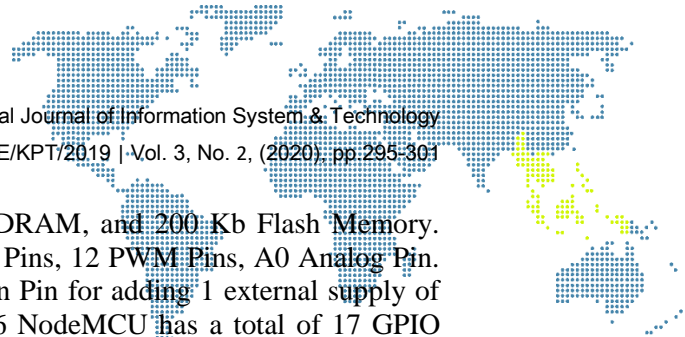 al Journal of Information System & Technology
E/KPT/2019 | Vol. 3, No. 2, (2020), pp.295-301
DRAM, and 200 Kb Flash Memory.
Pins, 12 PWM Pins, A0 Analog Pin.
n Pin for adding 1 external supply of
6 NodeMCU has a total of 17 GPIO